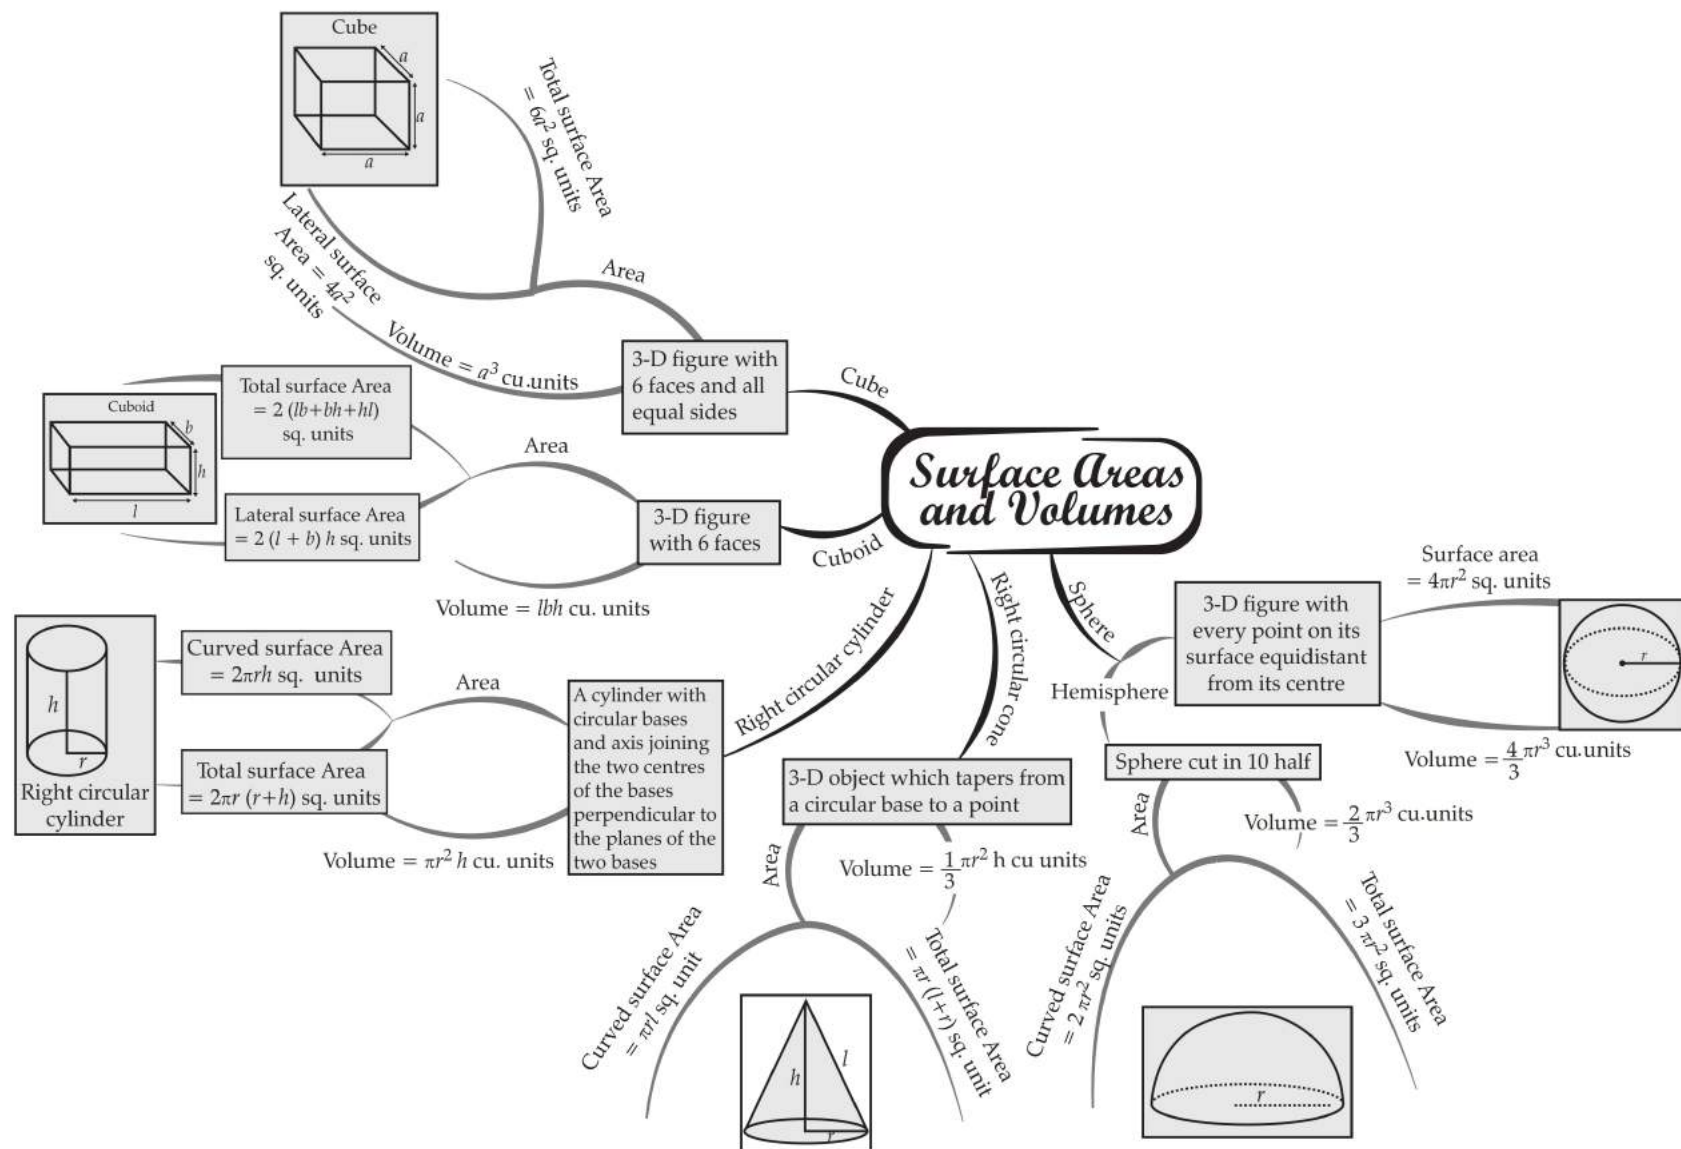 Cube
a
a
a
Total surface Area
= 6a² sq. units
Lateral surface
Area = 4a²
sq. units
Area
Volume = a³ cu.units
3-D figure with
6 faces and all
equal sides
Cube
Surface Areas
and Volumes
Cuboid
b
h
l
Total surface Area
= 2 (lb+bh+hl)
sq. units
Lateral surface Area
= 2 (l + b) h sq. units
Area
3-D figure
with 6 faces
Cuboid
Volume = lbh cu. units
h
r
Right circular
cylinder
Curved surface Area
= 2πrh sq. units
Total surface Area
= 2πr (r+h) sq. units
Area
Volume = πr² h cu. units
A cylinder with
circular bases
and axis joining
the two centres
of the bases
perpendicular to
the planes of the
two bases
Right circular cylinder
Right circular cone
3-D object which tapers from
a circular base to a point
Area
Volume = 1/3 πr² h cu units
Curved surface Area
= πrl sq. unit
Total surface Area
= πr (l+r) sq. unit
h
l
r
Sphere
3-D figure with
every point on its
surface equidistant
from its centre
Surface area
= 4πr² sq. units
r
Volume = 4/3 πr³ cu.units
Hemisphere
Sphere cut in 10 half
Area
Volume = 2/3 πr³ cu.units
Curved surface Area
= 2 πr² sq. units
Total surface Area
= 3 πr² sq. units
r